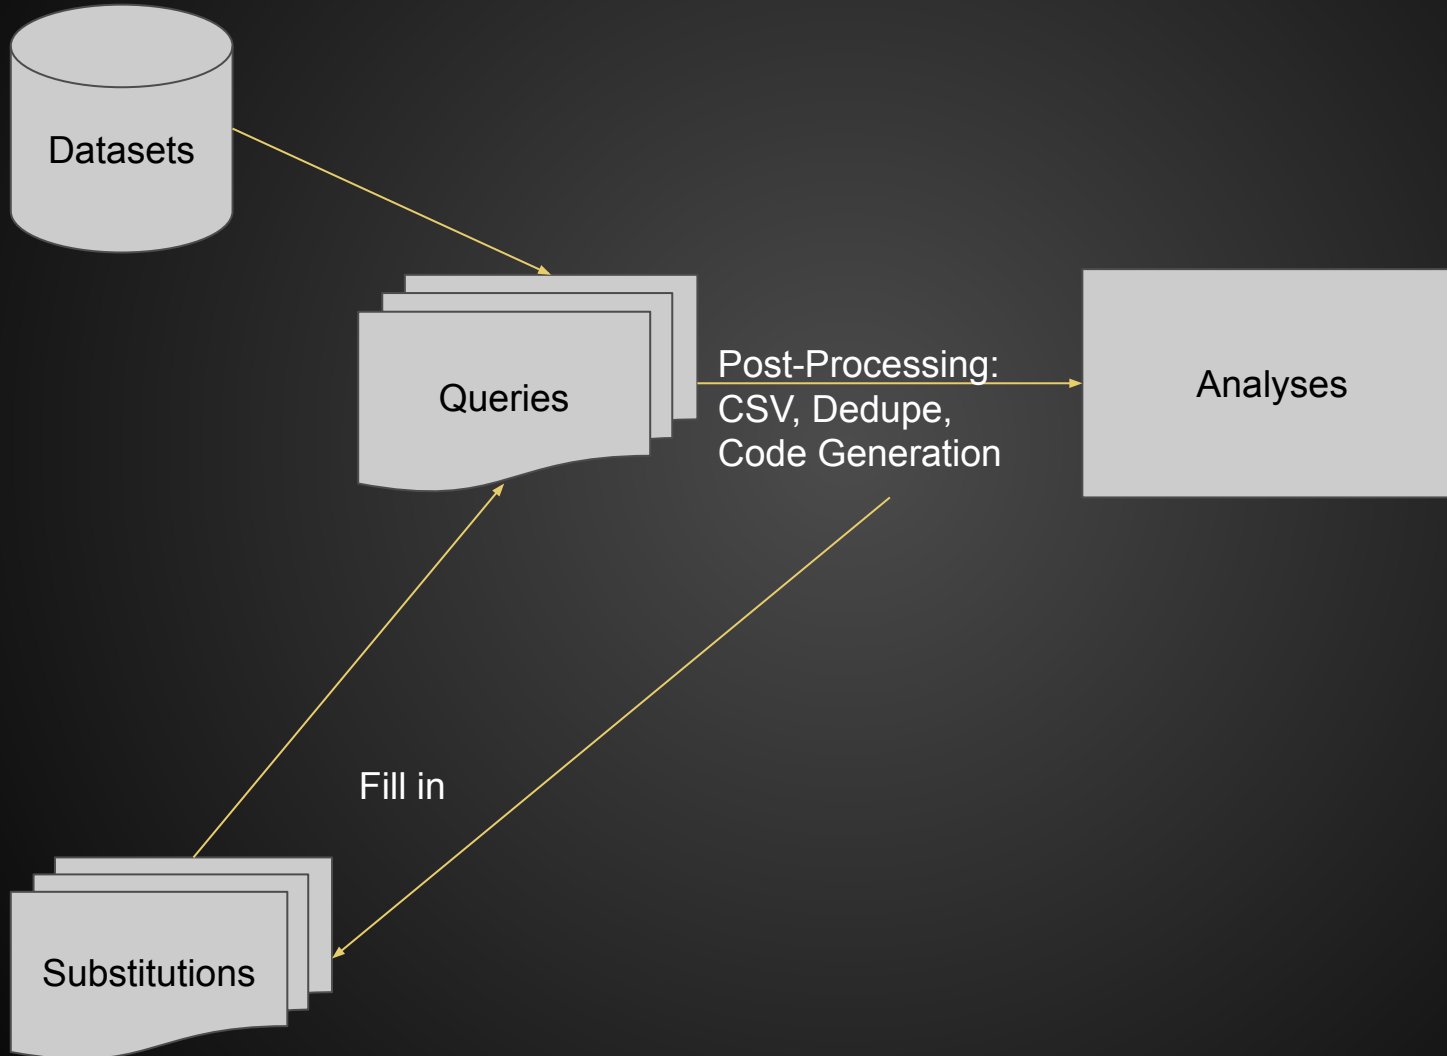 Datasets
Queries
Post-Processing:
CSV, Dedupe,
Code Generation
Analyses
Fill in
Substitutions